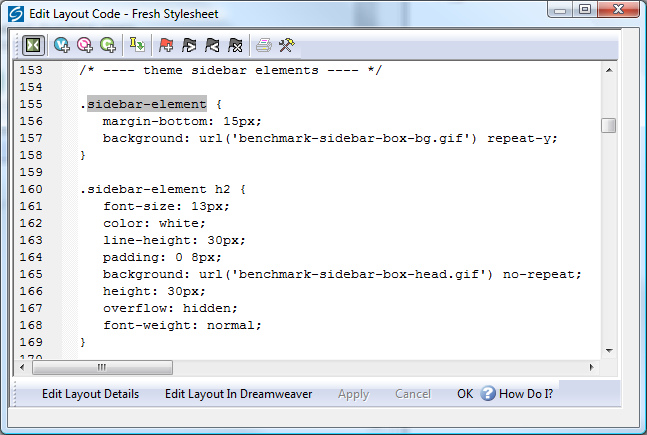 Edit Layout Code - Fresh Stylesheet
153 /* ---- theme sidebar elements ---- */
154
155 .sidebar-element {
156 margin-bottom: 15px;
157 background: url('benchmark-sidebar-box-bg.gif') repeat-y;
158 }
159
160 .sidebar-element h2 {
161 font-size: 13px;
162 color: white;
163 line-height: 30px;
164 padding: 0 8px;
165 background: url('benchmark-sidebar-box-head.gif') no-repeat;
166 height: 30px;
167 overflow: hidden;
168 font-weight: normal;
169 }
170
Edit Layout Details Edit Layout In Dreamweaver Apply Cancel OK ? How Do I?